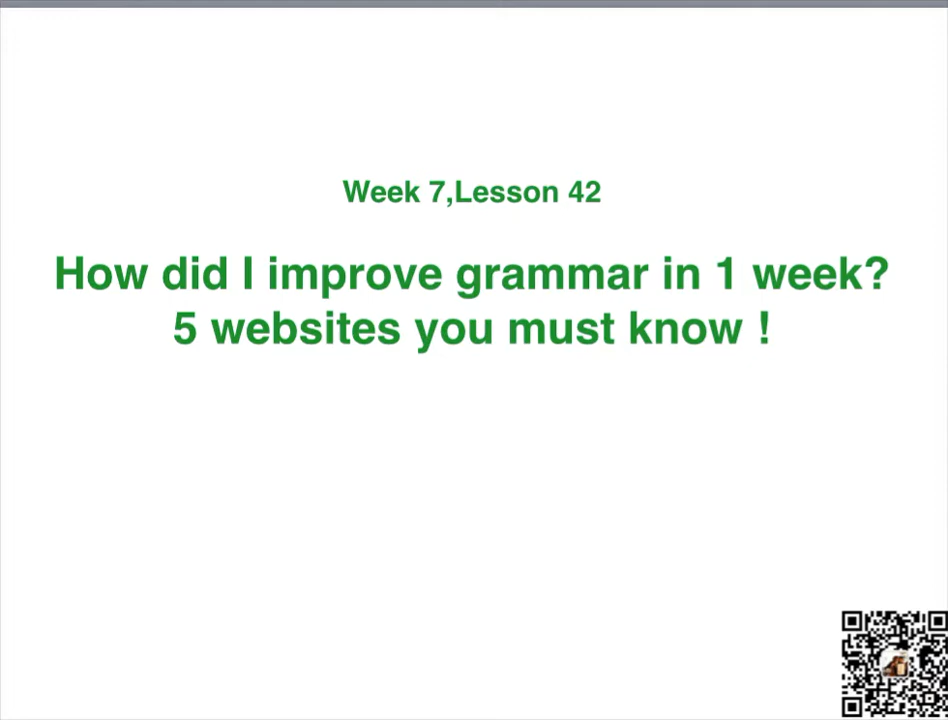 Week 7,Lesson 42
How did I improve grammar in 1 week?
5 websites you must know !